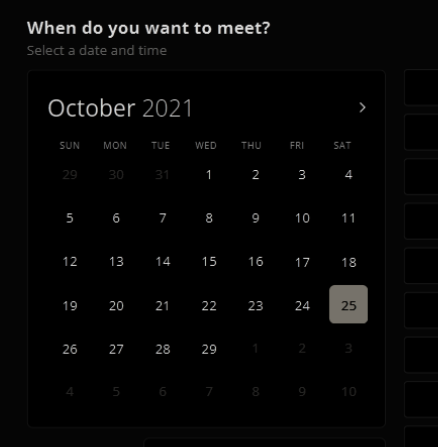 When do you want to meet?
Select a date and time
October 2021 >
SUN MON TUE WED THU FRI SAT
29 30 31 1 2 3 4
5 6 7 8 9 10 11
12 13 14 15 16 17 18
19 20 21 22 23 24 25
26 27 28 29 1 2 3
4 5 6 7 8 9 10